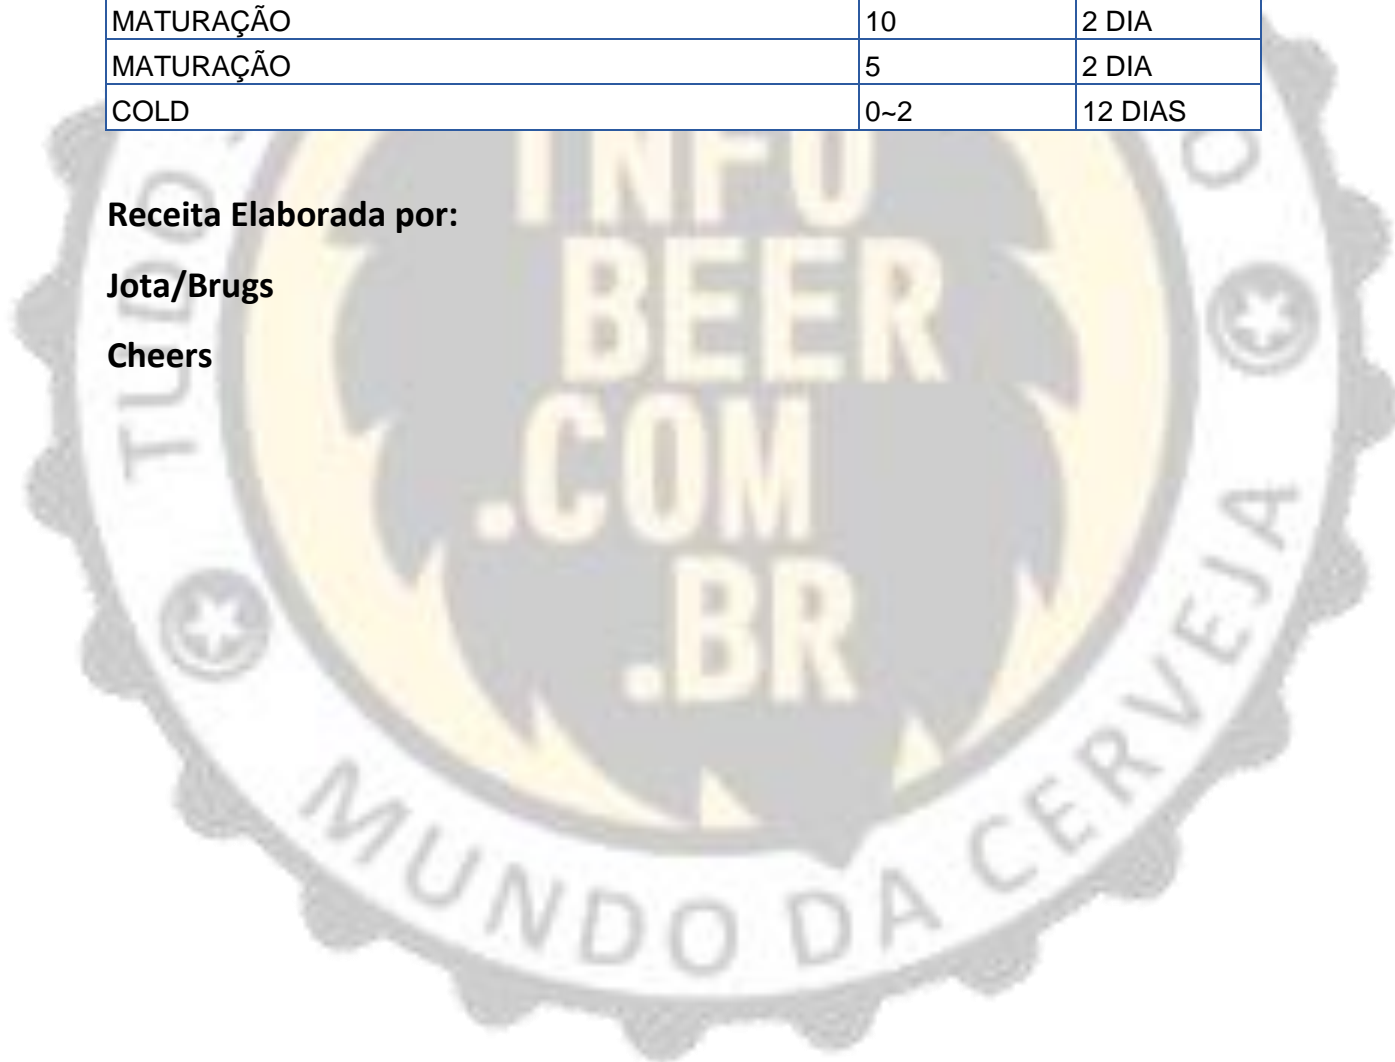 MATURAÇÃO 10 2 DIA
MATURAÇÃO 5 2 DIA
COLD 0~2 12 DIAS
Receita Elaborada por:
Jota/Brugs
Cheers
INFO
BEER
.COM
.BR
TUDO
MUNDO DA CERVEJA